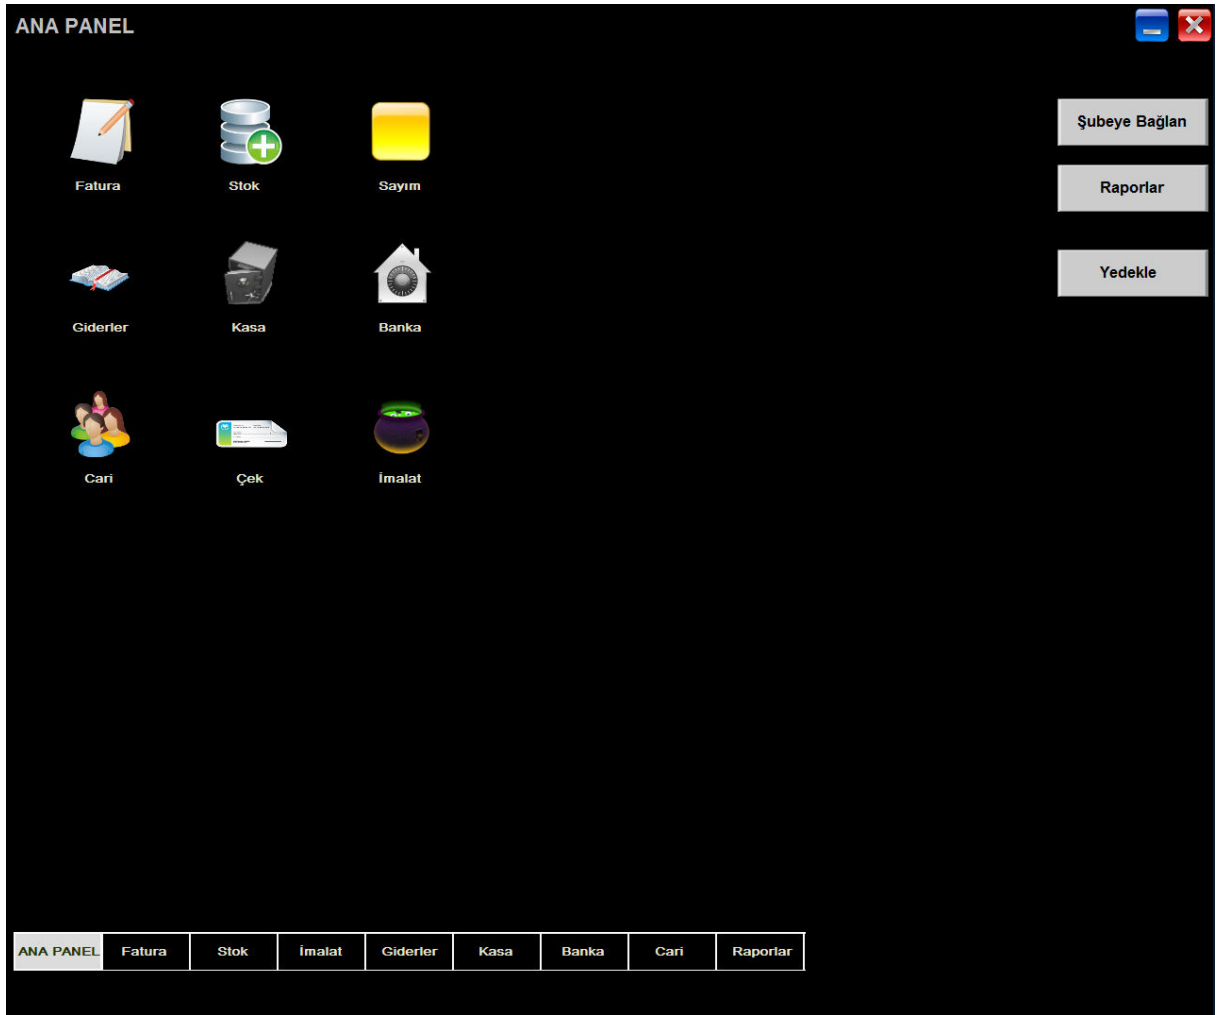 ANA PANEL
Şubeye Bağlan
Fatura
Stok
Sayım
Raporlar
Yedekle
Giderler
Kasa
Banka
Cari
Çek
İmalat
ANA PANEL
Fatura
Stok
İmalat
Giderler
Kasa
Banka
Cari
Raporlar